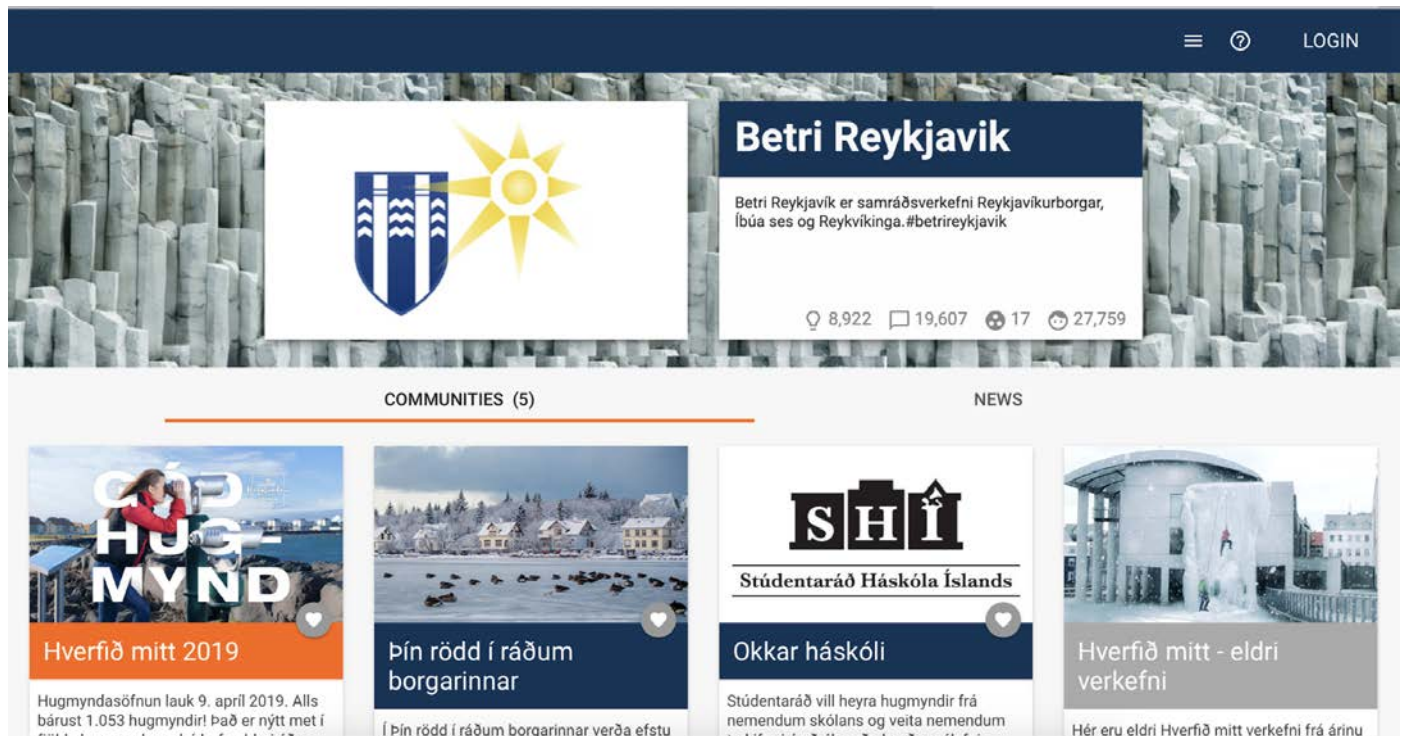 LOGIN
Betri Reykjavik
Betri Reykjavík er samráðsverkefni Reykjavíkurborgar,
Íbúa ses og Reykvíkinga.#betrireykjavik
8,922 19,607 17 27,759
COMMUNITIES (5)
NEWS
GÓÐ
HUG-
MYND
Hverfið mitt 2019
Hugmyndasöfnun lauk 9. apríl 2019. Alls
bárust 1.053 hugmyndir! Það er nýtt met í
Þín rödd í ráðum
borgarinnar
Í Þín rödd í ráðum borgarinnar verða efstu
SHÍ
Stúdentaráð Háskóla Íslands
Okkar háskóli
Stúdentaráð vill heyra hugmyndir frá
nemendum skólans og veita nemendum
Hverfið mitt - eldri
verkefni
Hér eru eldri Hverfið mitt verkefni frá árinu